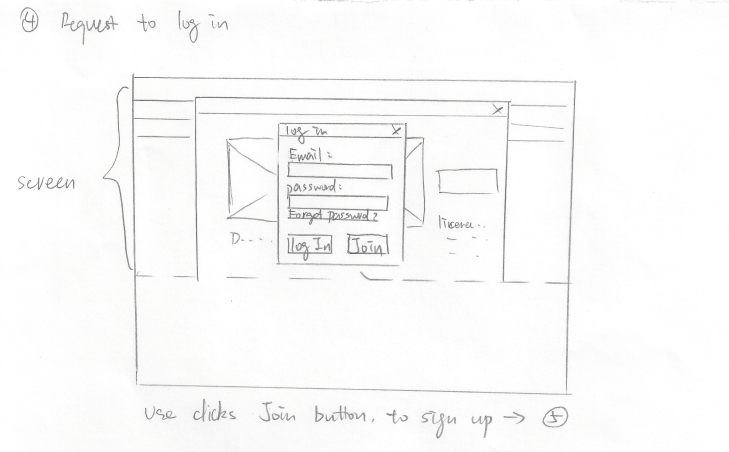 ④ Request to log in
screen
log in X
Email:
password:
Forgot password?
log In Join
D....
X
use clicks Join button, to sign up → ⑤